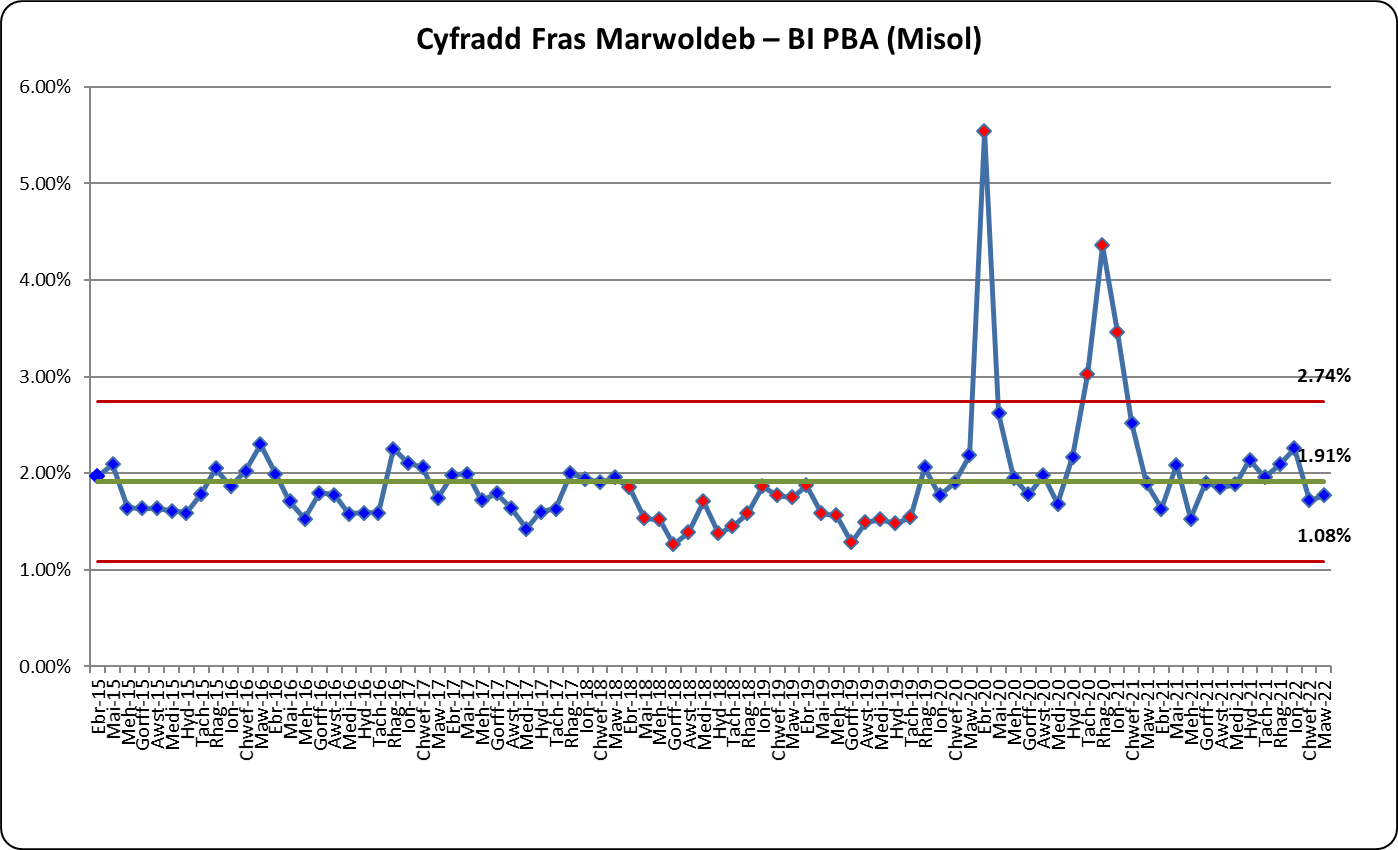 Cyfradd Fras Marwoldeb – BI PBA (Misol)
6.00%
5.00%
4.00%
3.00%
2.00%
1.00%
0.00%
2.74%
1.91%
1.08%
Ebr-15
Mai-15
Meh-15
Gorff-15
Awst-15
Medi-15
Hyd-15
Tach-15
Rhag-15
Ion-16
Chwef-16
Maw-16
Ebr-16
Mai-16
Meh-16
Gorff-16
Awst-16
Medi-16
Hyd-16
Tach-16
Rhag-16
Ion-17
Chwef-17
Maw-17
Ebr-17
Mai-17
Meh-17
Gorff-17
Awst-17
Medi-17
Hyd-17
Tach-17
Rhag-17
Ion-18
Chwef-18
Maw-18
Ebr-18
Mai-18
Meh-18
Gorff-18
Awst-18
Medi-18
Hyd-18
Tach-18
Rhag-18
Ion-19
Chwef-19
Maw-19
Ebr-19
Mai-19
Meh-19
Gorff-19
Awst-19
Medi-19
Hyd-19
Tach-19
Rhag-19
Ion-20
Chwef-20
Maw-20
Ebr-20
Mai-20
Meh-20
Gorff-20
Awst-20
Medi-20
Hyd-20
Tach-20
Rhag-20
Ion-21
Chwef-21
Maw-21
Ebr-21
Mai-21
Meh-21
Gorff-21
Awst-21
Medi-21
Hyd-21
Tach-21
Rhag-21
Ion-22
Chwef-22
Maw-22